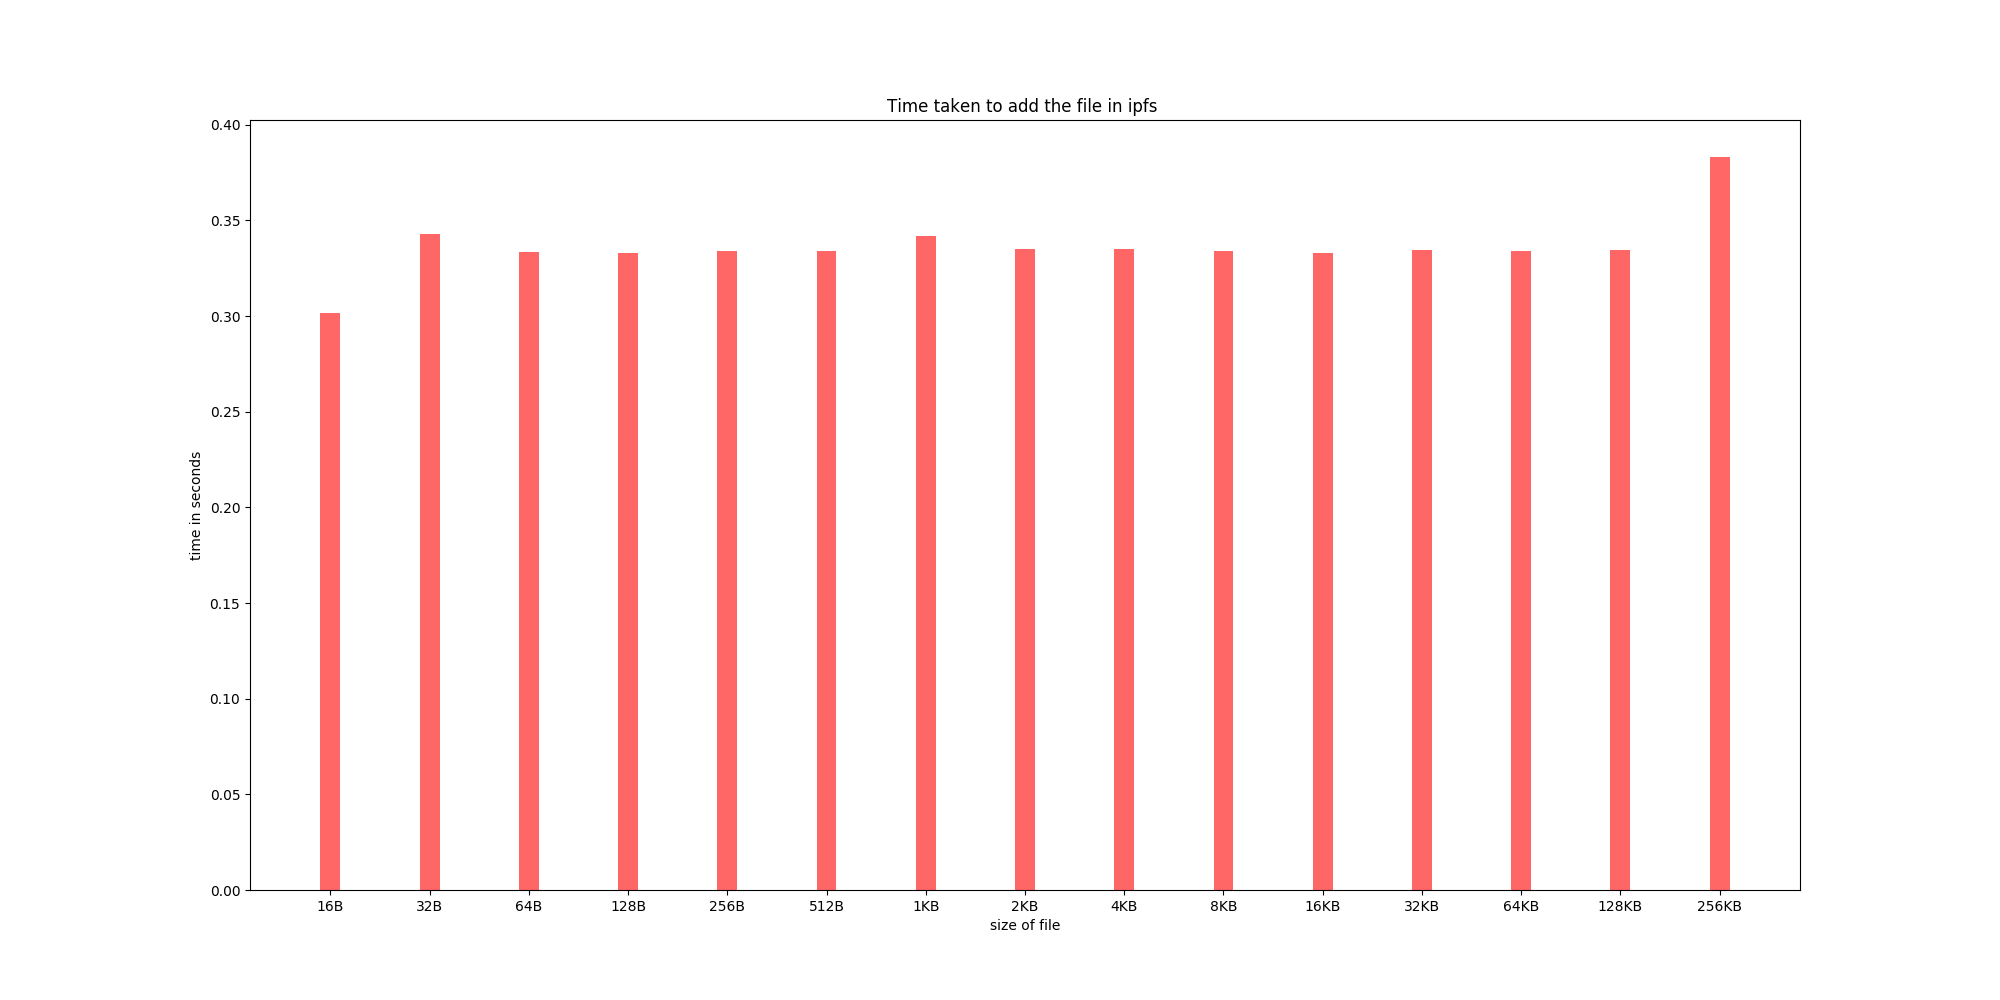 Time taken to add the file in ipfs
0.40
0.35
0.30
0.25
0.20
0.15
0.10
0.05
0.00
time in seconds
16B 32B 64B 128B 256B 512B 1KB 2KB 4KB 8KB 16KB 32KB 64KB 128KB 256KB
size of file